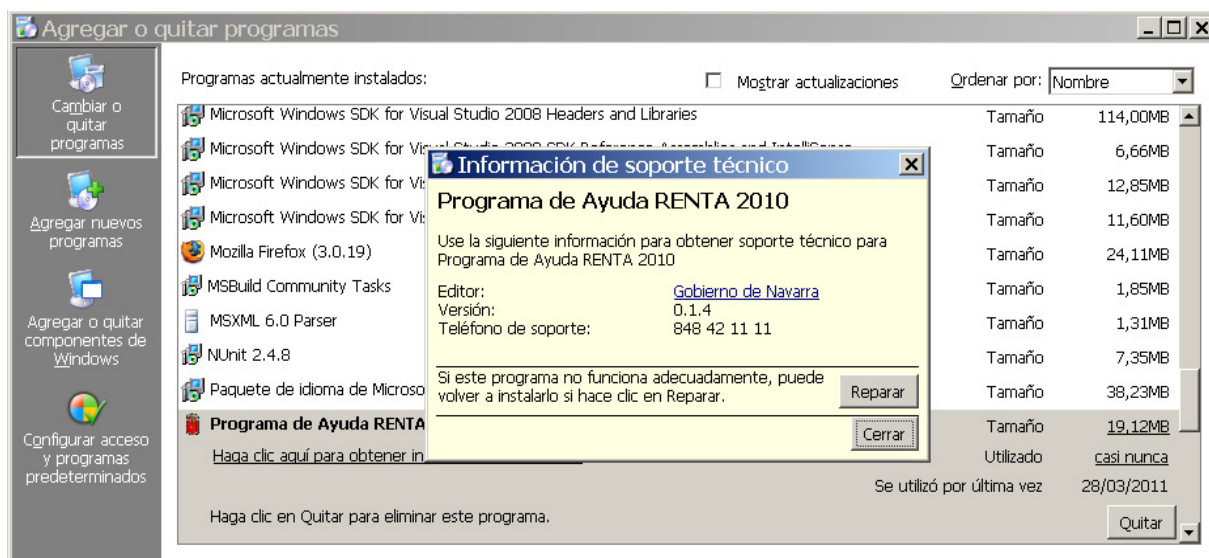 Agregar o quitar programas
Cambiar o
quitar
programas
Agregar nuevos
programas
Agregar o quitar
componentes de
Windows
Configurar acceso
y programas
predeterminados
Programas actualmente instalados:
Mostrar actualizaciones
Ordenar por: Nombre
Microsoft Windows SDK for Visual Studio 2008 Headers and Libraries Tamaño 114,00MB
Microsoft Windows SDK for Visual Studio 2008 SDK Reference Assemblies and IntelliSense Tamaño 6,66MB
Microsoft Windows SDK for Tamaño 12,85MB
Microsoft Windows SDK for Tamaño 11,60MB
Mozilla Firefox (3.0.19) Tamaño 24,11MB
MSBuild Community Tasks Tamaño 1,85MB
MSXML 6.0 Parser Tamaño 1,31MB
NUnit 2.4.8 Tamaño 7,35MB
Paquete de idioma de Microso Tamaño 38,23MB
Programa de Ayuda RENTA Tamaño 19,12MB
Haga clic aquí para obtener in Utilizado casi nunca
Se utilizó por última vez 28/03/2011
Haga clic en Quitar para eliminar este programa. Quitar
Información de soporte técnico
Programa de Ayuda RENTA 2010
Use la siguiente información para obtener soporte técnico para
Programa de Ayuda RENTA 2010
Editor: Gobierno de Navarra
Versión: 0.1.4
Teléfono de soporte: 848 42 11 11
Si este programa no funciona adecuadamente, puede
volver a instalarlo si hace clic en Reparar. Reparar
Cerrar